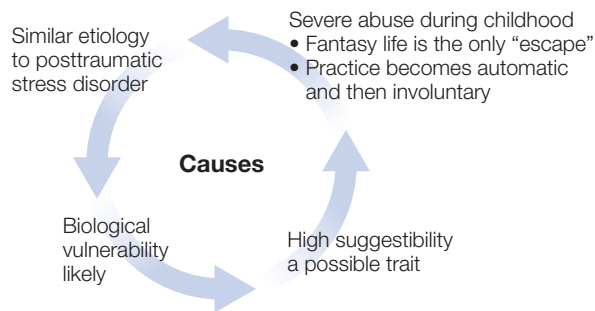 Similar etiology
to posttraumatic
stress disorder
Severe abuse during childhood
• Fantasy life is the only “escape”
• Practice becomes automatic
and then involuntary
Causes
Biological
vulnerability
likely
High suggestibility
a possible trait